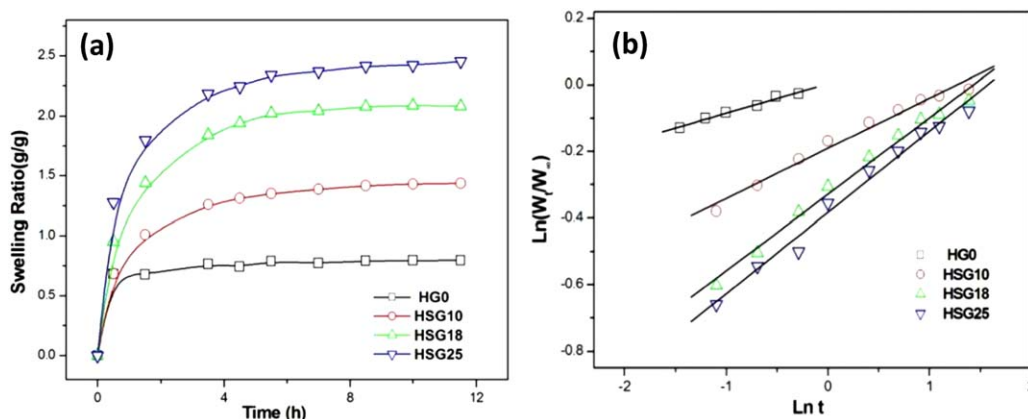 (a)
Swelling Ratio(g/g)
2.5
2.0
1.5
1.0
0.5
0.0
0
4
8
12
Time (h)
HG0
HSG10
HSG18
HSG25
(b)
Ln(Wt/W∞)
0.2
0.0
-0.2
-0.4
-0.6
-0.8
-2
-1
0
1
2
Ln t
HG0
HSG10
HSG18
HSG25